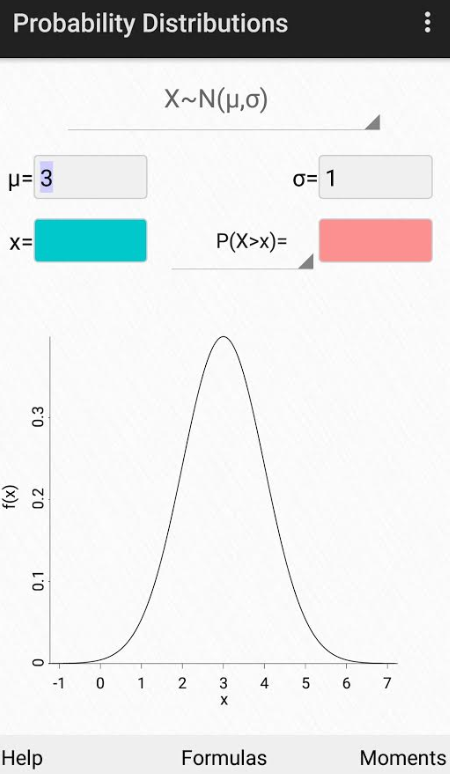 Probability Distributions
X~N(μ,σ)
μ= 3 σ= 1
x= P(X>x)=
f(x)
0.3
0.2
0.1
0
-1 0 1 2 3 4 5 6 7
x
Help Formulas Moments